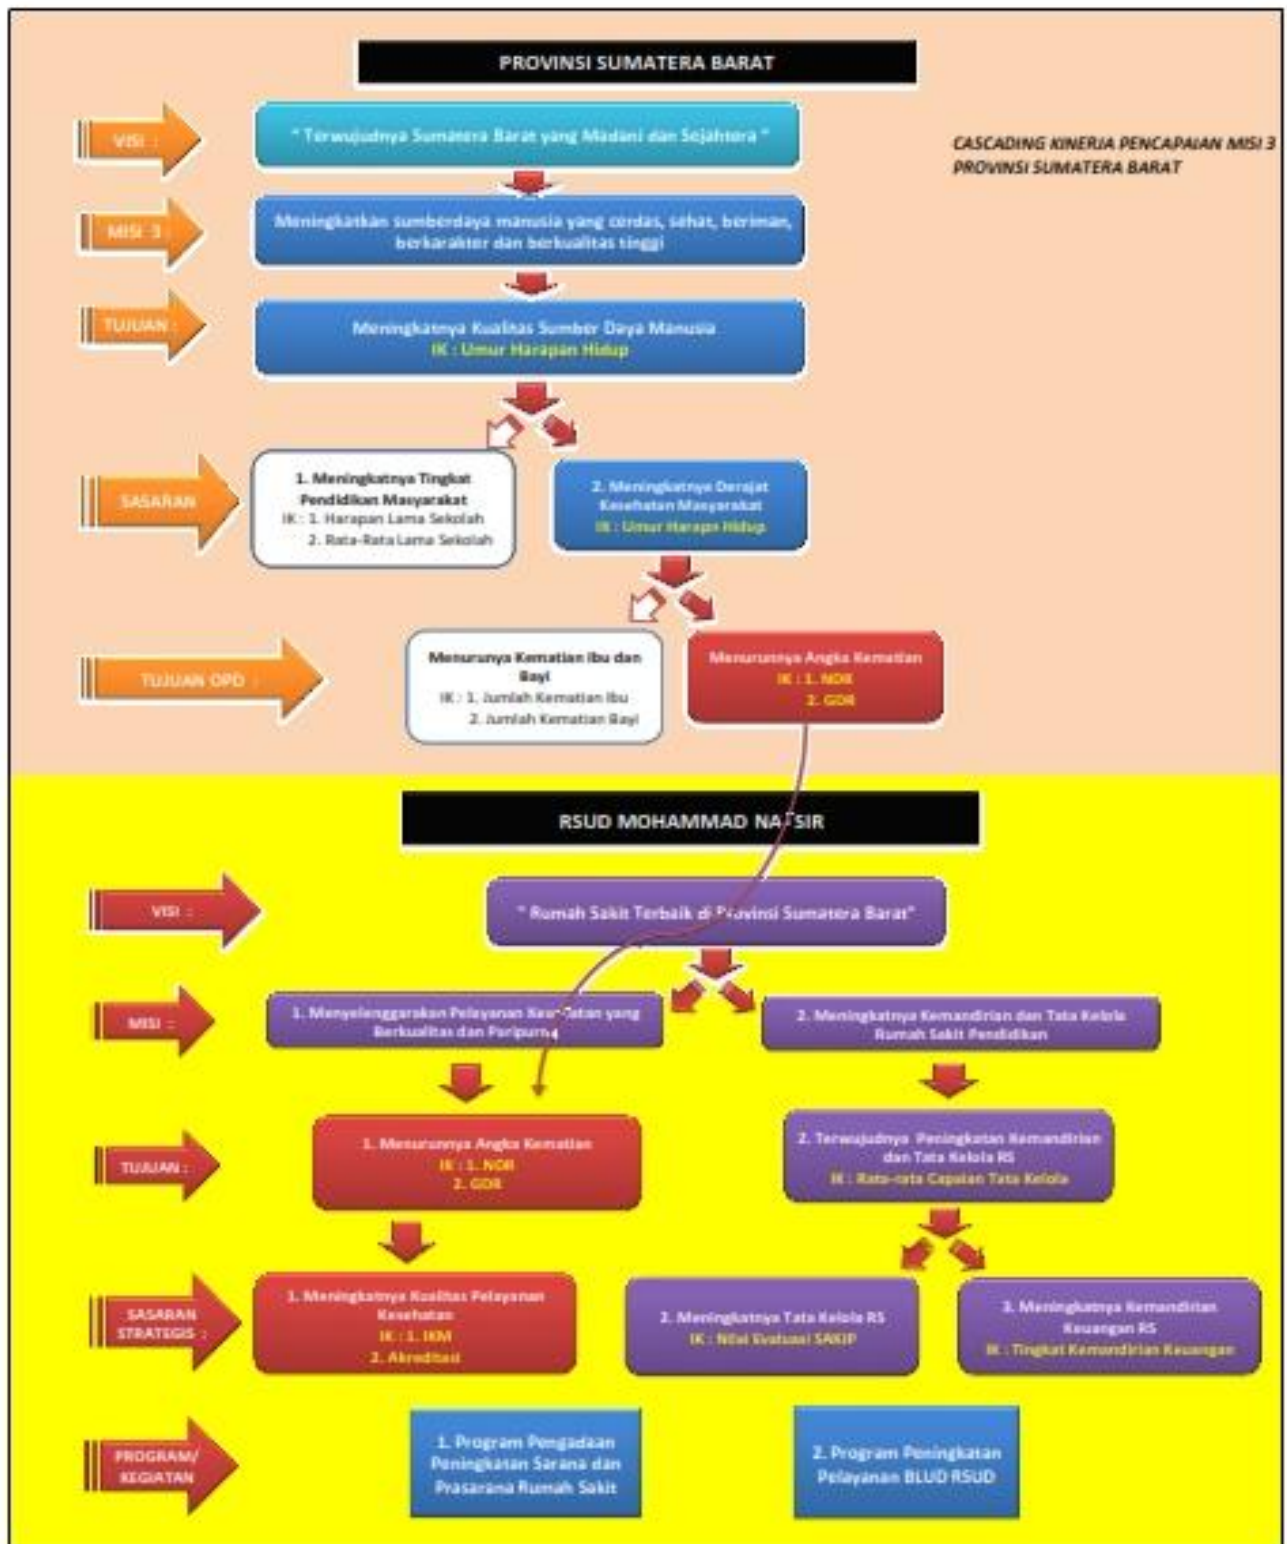 PROVINSI SUMATERA BARAT
VISI :
" Terwujudnya Sumatera Barat yang Madani dan Sejahtera "
CASCADING KINERJA PENCAPAIAN MISI 3
PROVINSI SUMATERA BARAT
MISI 3
Meningkatkan sumberdaya manusia yang cerdas, sehat, beriman,
berkarakter dan berkualitas tinggi
TUJUAN :
Meningkatnya Kualitas Sumber Daya Manusia
IK : Umur Harapan Hidup
SASARAN
1. Meningkatnya Tingkat
Pendidikan Masyarakat
IK : 1. Harapan Lama Sekolah
2. Rata-Rata Lama Sekolah
2. Meningkatnya Derajat
Kesehatan Masyarakat
IK : Umur Harapn Hidup
TUJUAN OPD :
Menurunya Kematian Ibu dan
Bayi
IK : 1. Jumlah Kematian Ibu
2. Jumlah Kematian Bayi
Menurunnya Angka Kematian
IK : 1. NDR
2. GDR
RSUD MOHAMMAD NATSIR
VISI :
" Rumah Sakit Terbaik di Provinsi Sumatera Barat"
MISI :
1. Menyelenggarakan Pelayanan Kesehatan yang
Berkualitas dan Paripurna
2. Meningkatnya Kemandirian dan Tata Kelola
Rumah Sakit Pendidikan
TUJUAN :
1. Menurunnya Angka Kematian
IK : 1. NDR
2. GDR
2. Terwujudnya Peningkatan Kemandirian
dan Tata Kelola RS
IK : Rata-rata Capaian Tata Kelola
SASARAN
STRATEGIS :
1. Meningkatnya Kualitas Pelayanan
Kesehatan
IK : 1. IKM
2. Akreditasi
2. Meningkatnya Tata Kelola RS
IK : Nilai Evaluasi SAKIP
3. Meningkatnya Kemandirian
Keuangan RS
IK : Tingkat Kemandirian Keuangan
PROGRAM/
KEGIATAN
1. Program Pengadaan
Peningkatan Sarana dan
Prasarana Rumah Sakit
2. Program Peningkatan
Pelayanan BLUD RSUD